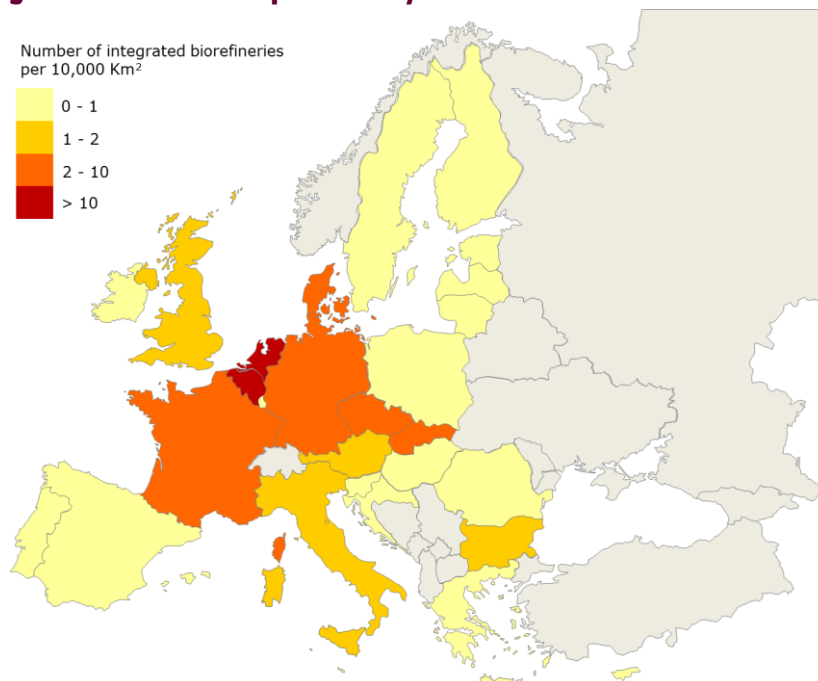 Number of integrated biorefineries
per 10,000 Km²
0 - 1
1 - 2
2 - 10
> 10